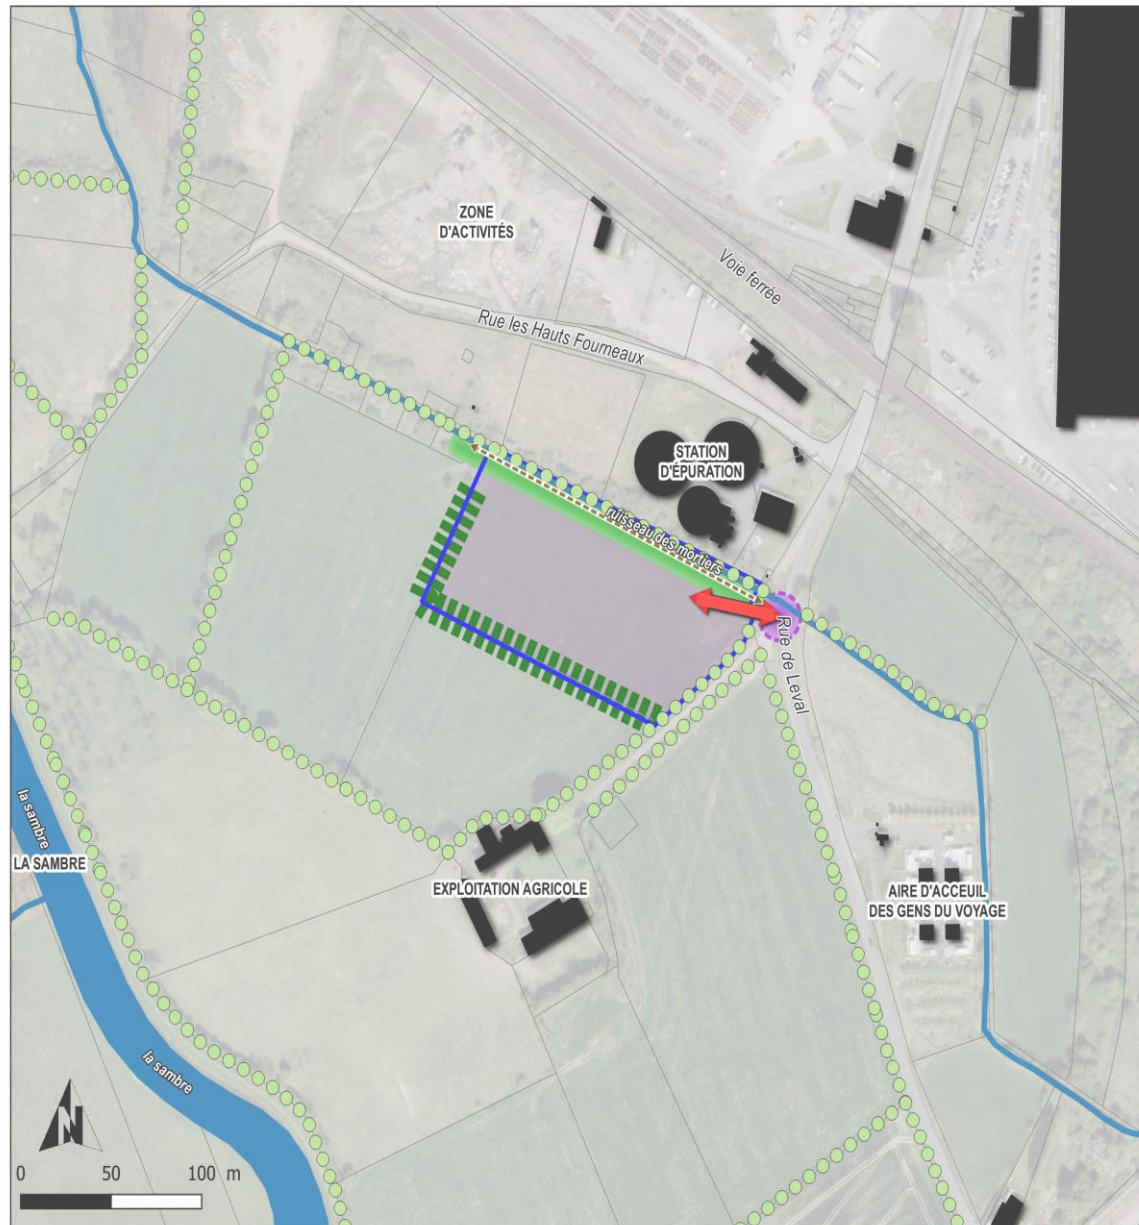 ZONE
D'ACTIVITÉS
Voie ferrée
Rue les Hauts Fourneaux
STATION
D'ÉPURATION
ruisseau des mortiers
Rue de Leval
la sambre
LA SAMBRE
EXPLOITATION AGRICOLE
AIRE D'ACCEUIL
DES GENS DU VOYAGE
la sambre
N
0 50 100 m